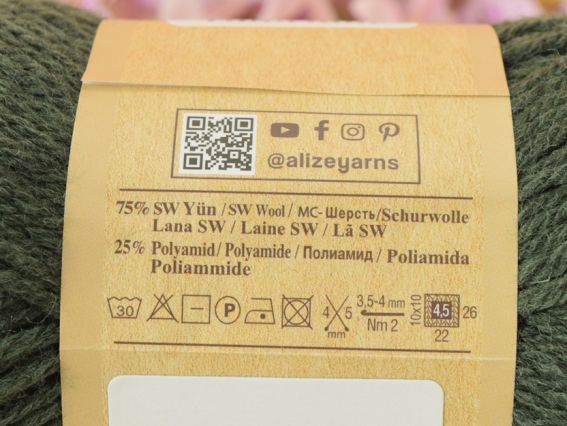 @alizeyarns
75% SW Yün / SW Wool / МС- Шерсть/Schurwolle
Lana SW / Laine SW / Lã SW
25% Polyamid / Polyamide / Полиамид / Poliamida
Poliammide
30 P 4 5 mm 3,5-4 mm Nm 2 10x10 4,5 26 22